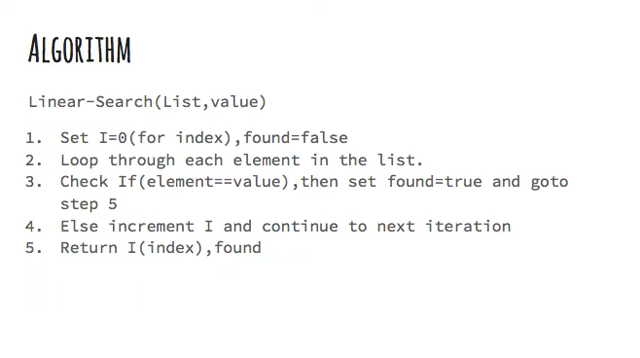 ALGORITHM
Linear-Search(List,value)
1. Set I=0(for index),found=false
2. Loop through each element in the list.
3. Check If(element==value),then set found=true and goto
step 5
4. Else increment I and continue to next iteration
5. Return I(index),found